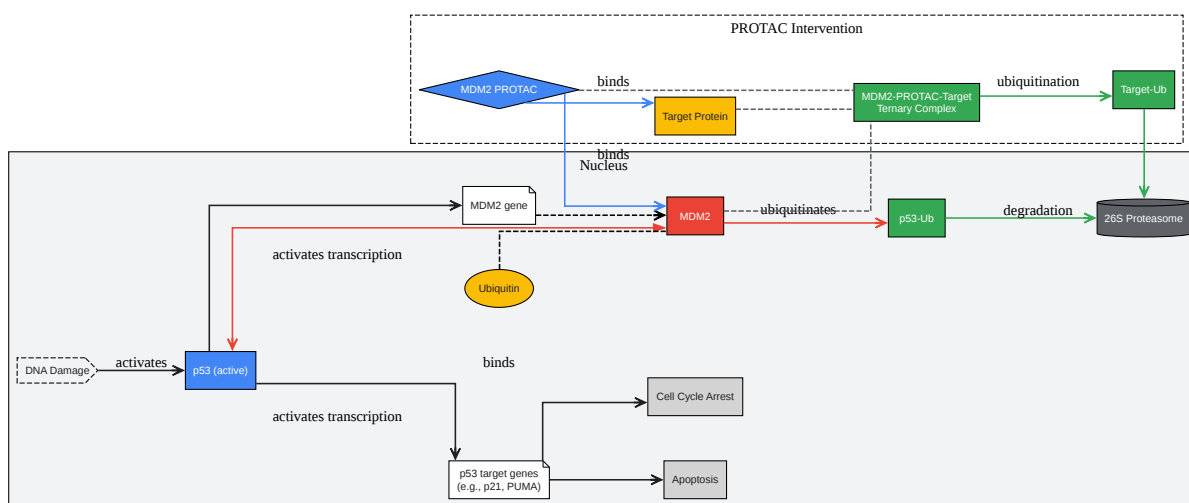 PROTAC Intervention
binds
ubiquitination
MDM2 PROTAC
MDM2-PROTAC-Target
Ternary Complex
Target-Ub
Target Protein
binds
Nucleus
MDM2 gene
MDM2
ubiquitinates
p53-Ub
degradation
26S Proteasome
activates transcription
Ubiquitin
DNA Damage
activates
p53 (active)
binds
Cell Cycle Arrest
activates transcription
p53 target genes
(e.g., p21, PUMA)
Apoptosis